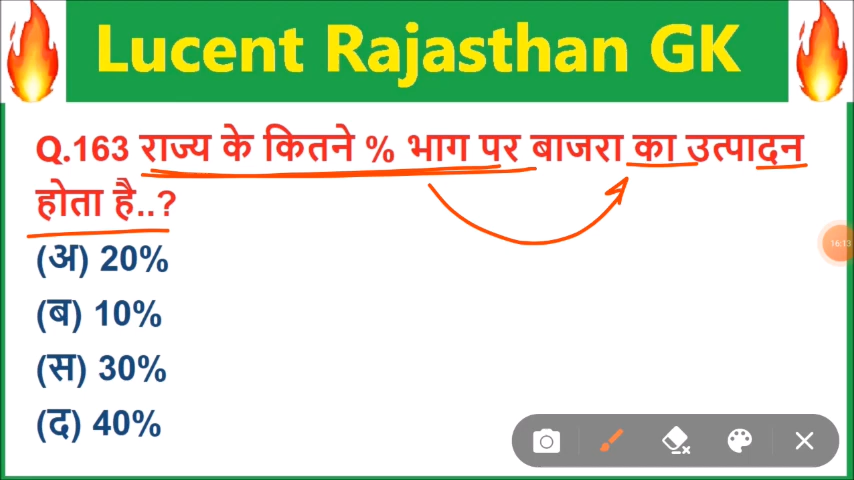 Lucent Rajasthan GK
Q.163 राज्य के कितने % भाग पर बाजरा का उत्पादन
होता है..?
(अ) 20%
(ब) 10%
(स) 30%
(द) 40%
16:13